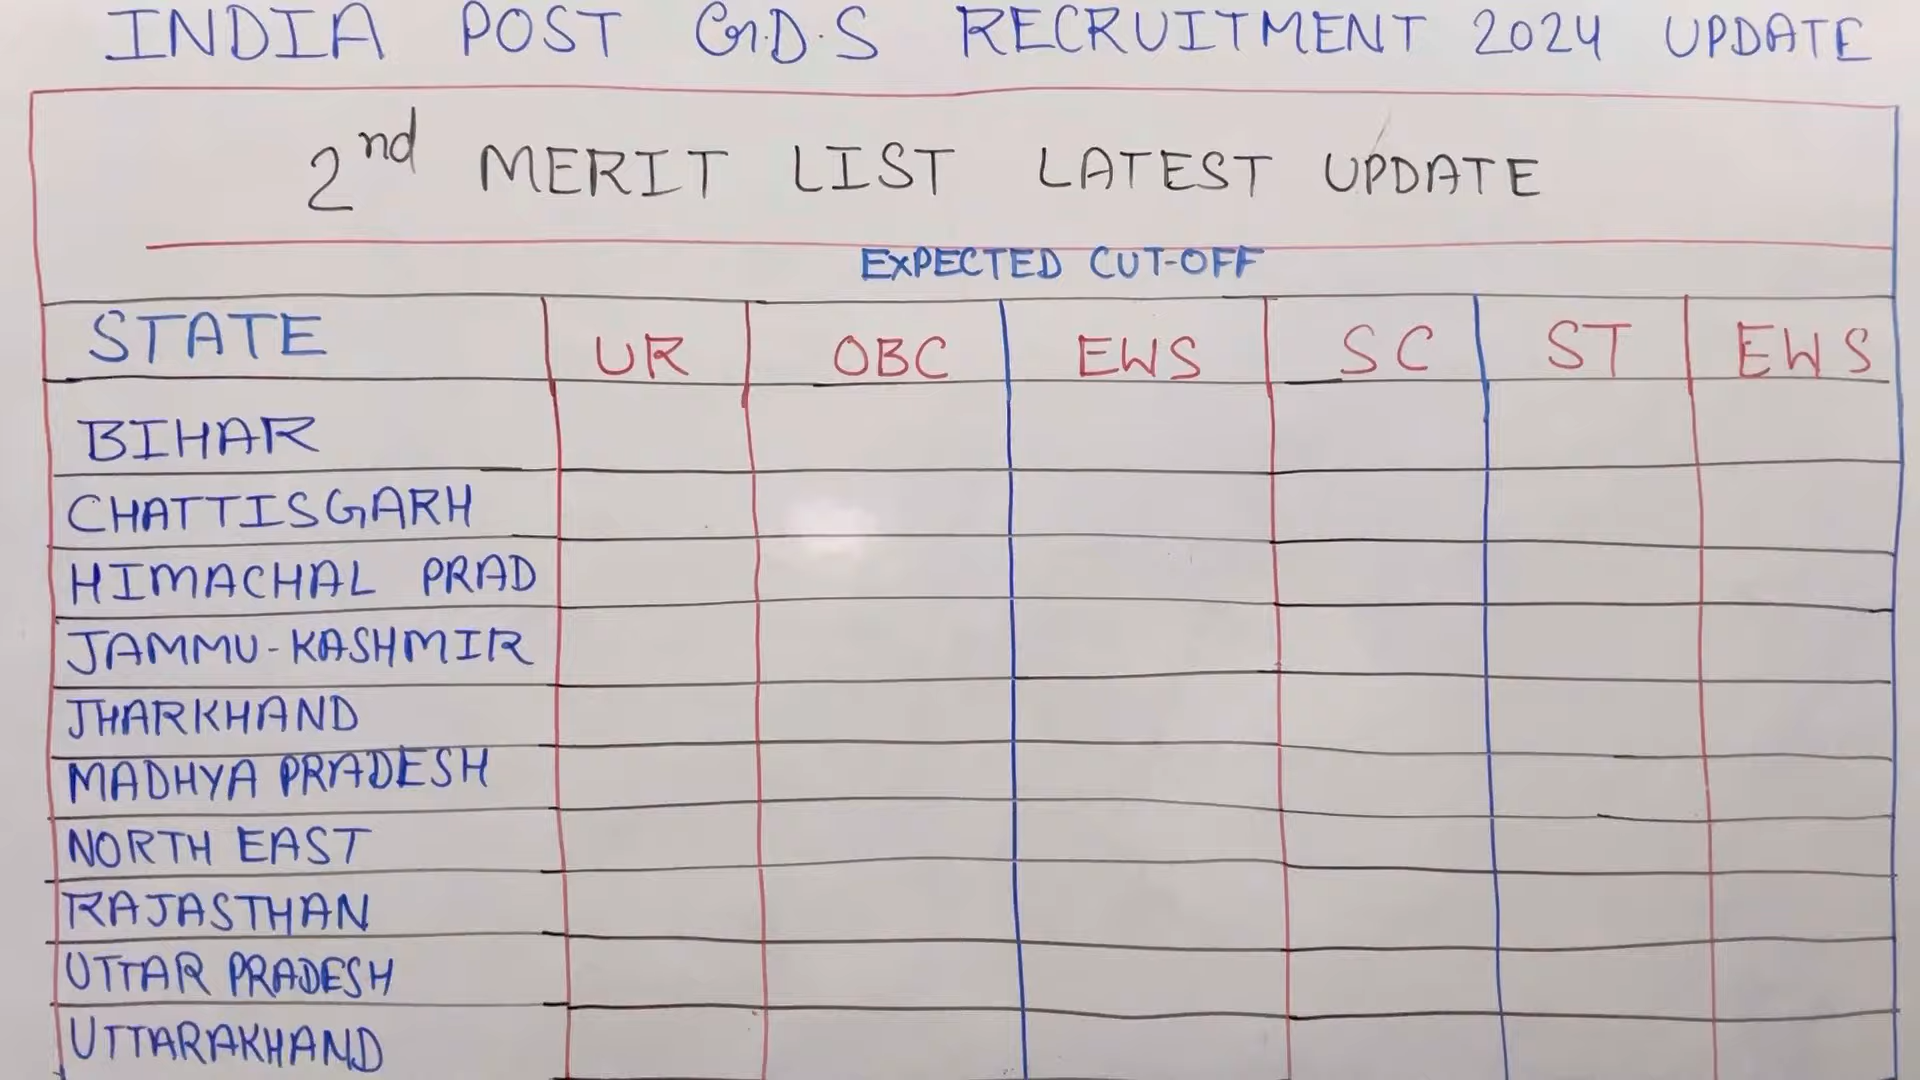 INDIA POST G.D.S RECRUITMENT 2024 UPDATE
2nd MERIT LIST LATEST UPDATE
EXPECTED CUT-OFF
STATE UR OBC EWS SC ST EWS
BIHAR
CHATTISGARH
HIMACHAL PRAD
JAMMU-KASHMIR
JHARKHAND
MADHYA PRADESH
NORTH EAST
RAJASTHAN
UTTAR PRADESH
UTTARAKHAND